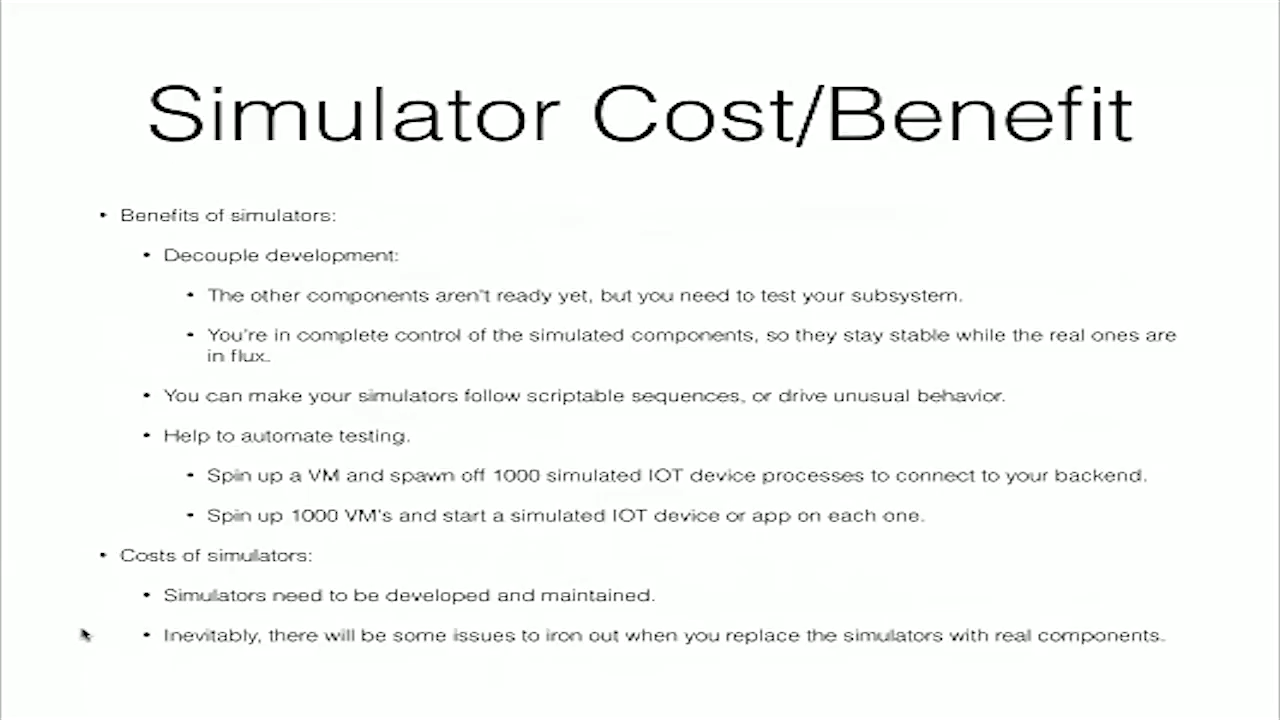 Simulator Cost/Benefit
• Benefits of simulators:
• Decouple development:
• The other components aren't ready yet, but you need to test your subsystem.
• You're in complete control of the simulated components, so they stay stable while the real ones are
in flux.
• You can make your simulators follow scriptable sequences, or drive unusual behavior.
• Help to automate testing.
• Spin up a VM and spawn off 1000 simulated IOT device processes to connect to your backend.
• Spin up 1000 VM's and start a simulated IOT device or app on each one.
• Costs of simulators:
• Simulators need to be developed and maintained.
• Inevitably, there will be some issues to iron out when you replace the simulators with real components.